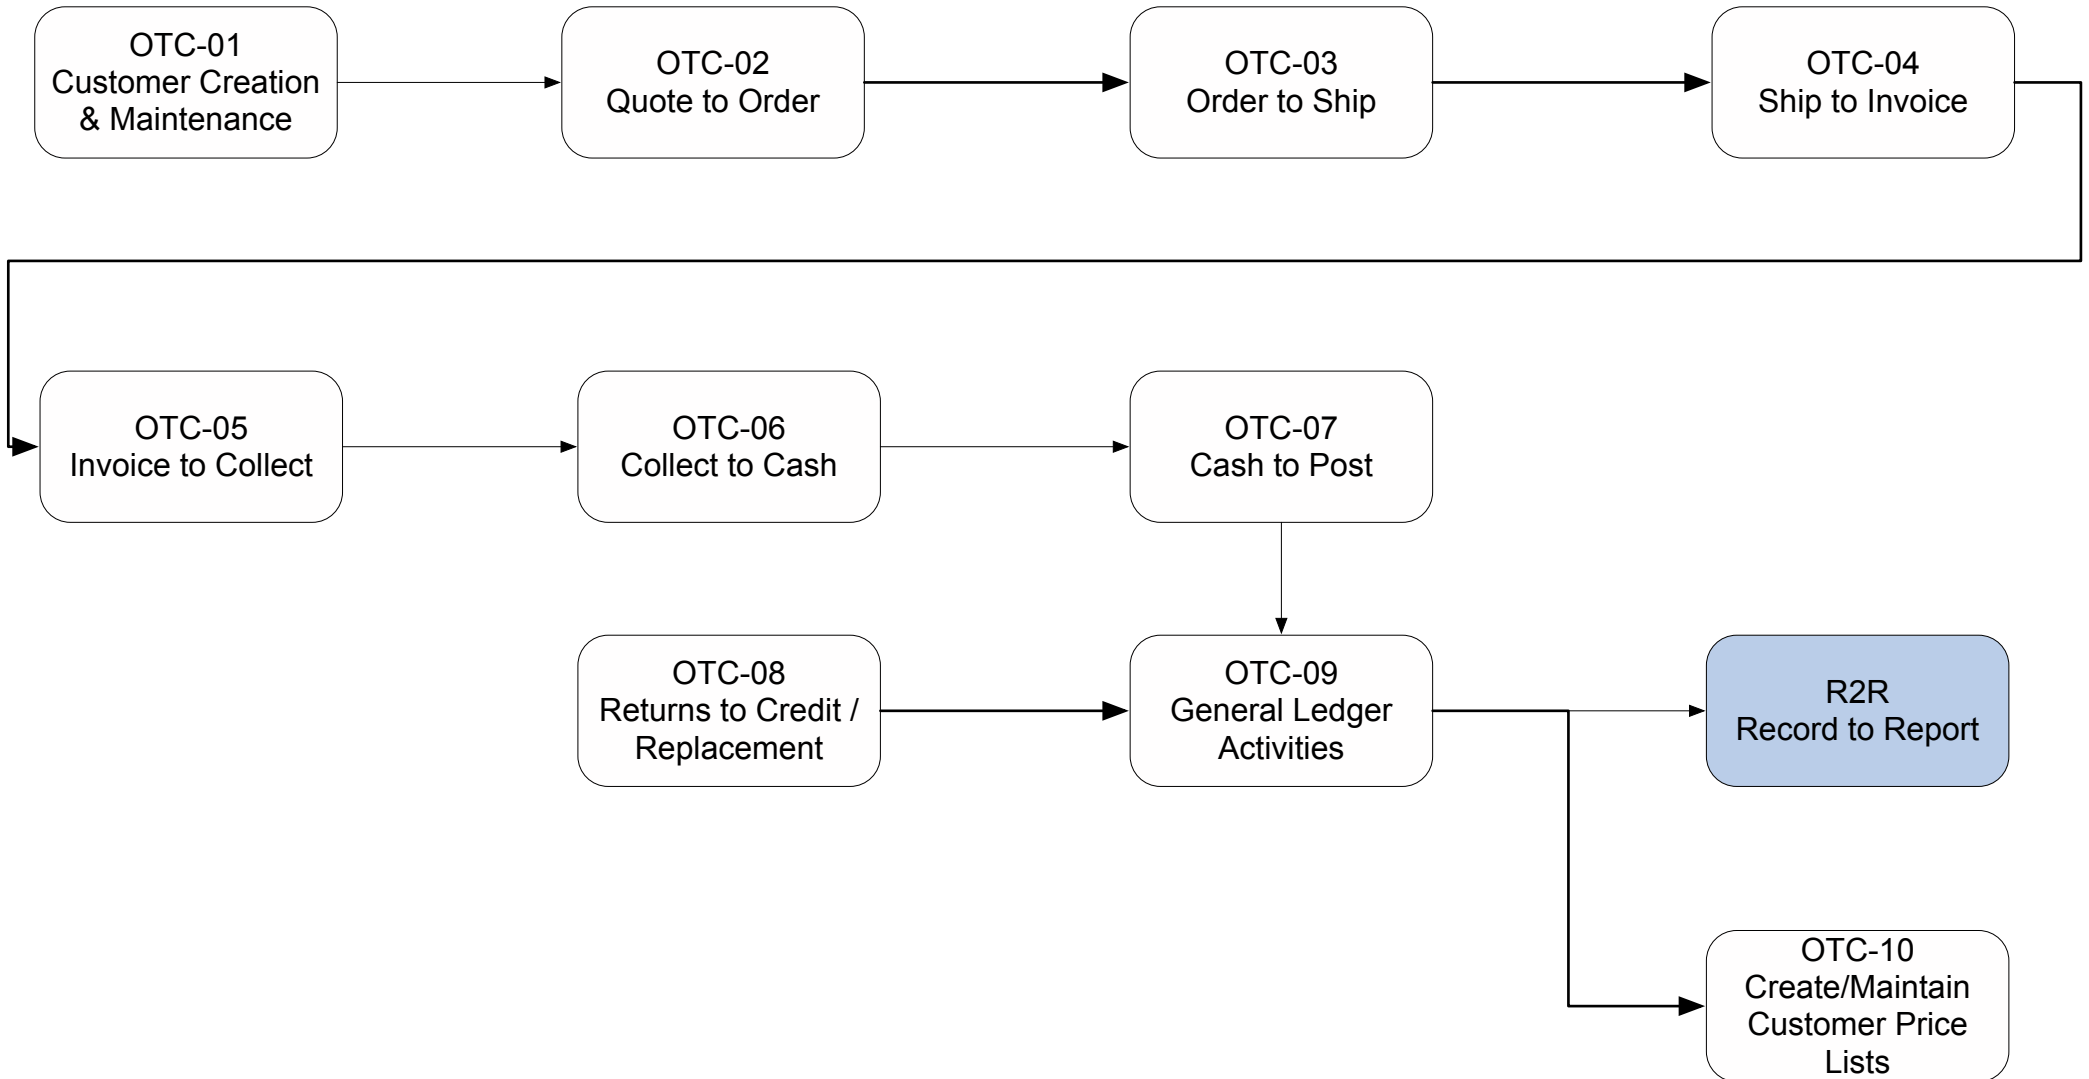 OTC-01
Customer Creation
& Maintenance
OTC-02
Quote to Order
OTC-03
Order to Ship
OTC-04
Ship to Invoice
OTC-05
Invoice to Collect
OTC-06
Collect to Cash
OTC-07
Cash to Post
OTC-08
Returns to Credit /
Replacement
OTC-09
General Ledger
Activities
R2R
Record to Report
OTC-10
Create/Maintain
Customer Price
Lists